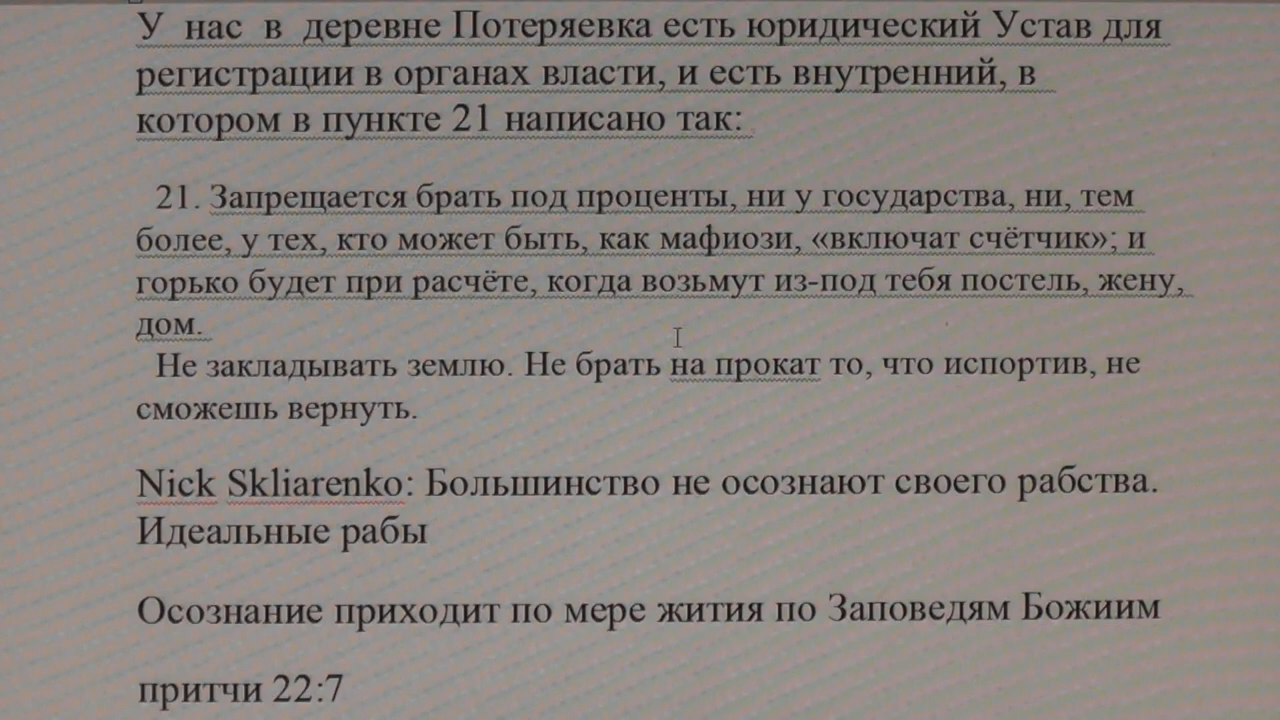 У нас в деревне Потеряевка есть юридический Устав для
регистрации в органах власти, и есть внутренний, в
котором в пункте 21 написано так:
21. Запрещается брать под проценты, ни у государства, ни, тем
более, у тех, кто может быть, как мафиози, «включат счётчик»; и
горько будет при расчёте, когда возьмут из-под тебя постель, жену,
дом.
Не закладывать землю. Не брать на прокат то, что испортив, не
сможешь вернуть.
Nick Skliarenko: Большинство не осознают своего рабства.
Идеальные рабы
Осознание приходит по мере жития по Заповедям Божиим
притчи 22:7